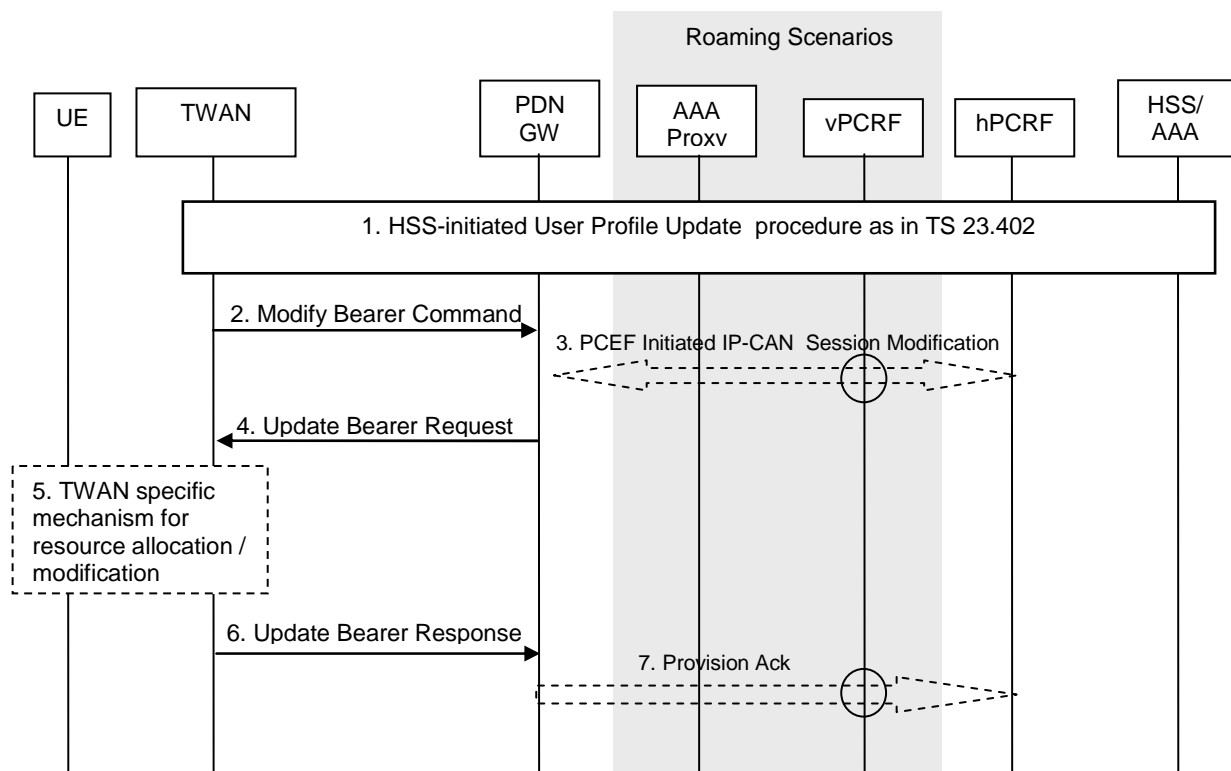 Roaming Scenarios
UE
TWAN
PDN
GW
AAA
Proxv
vPCRF
hPCRF
HSS/
AAA
1. HSS-initiated User Profile Update procedure as in TS 23.402
2. Modify Bearer Command
3. PCEF Initiated IP-CAN Session Modification
4. Update Bearer Request
5. TWAN specific
mechanism for
resource allocation /
modification
6. Update Bearer Response
7. Provision Ack